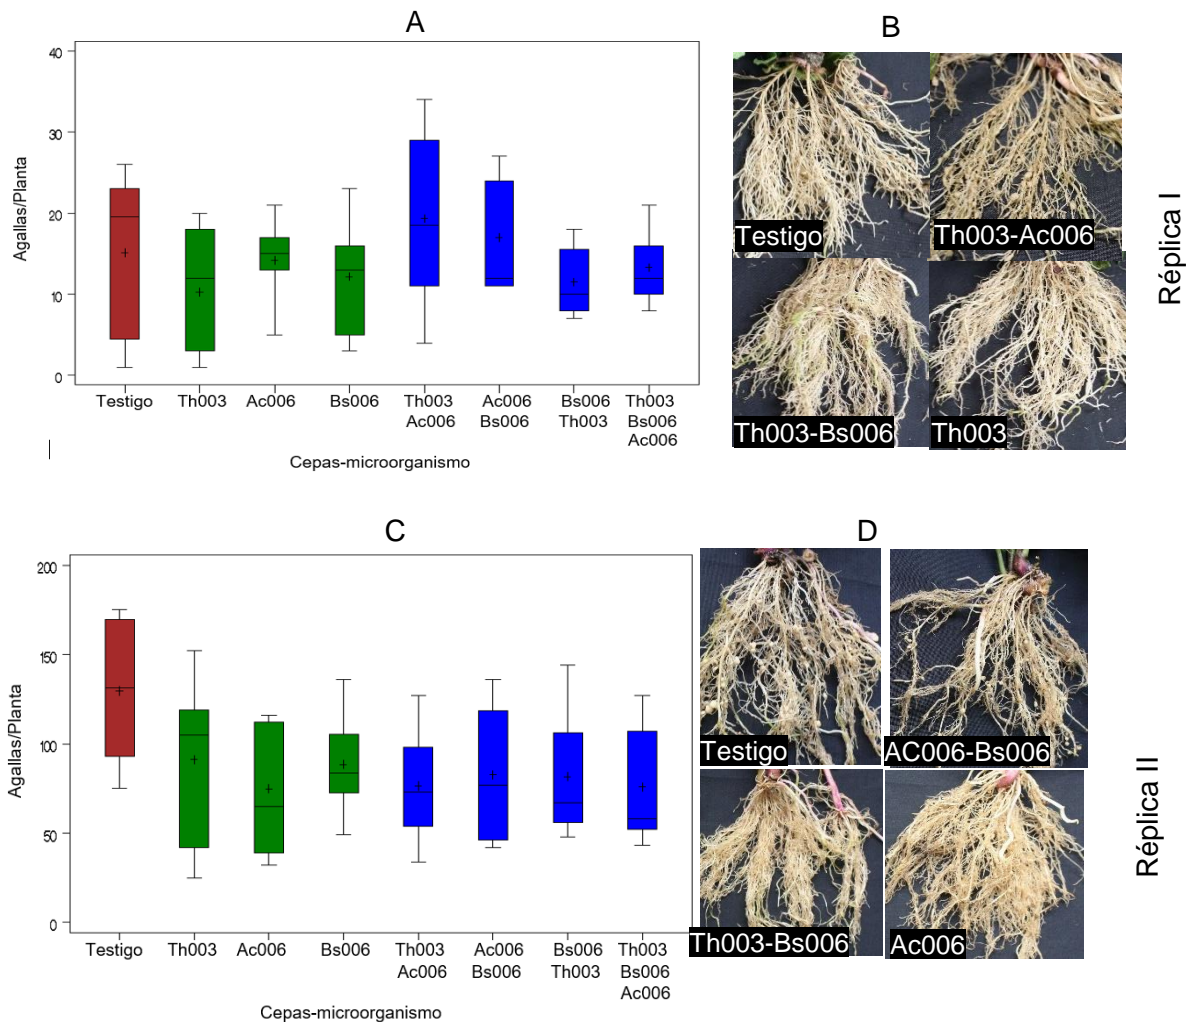 A
B
40
30
20
10
0
Agallas/Planta
Testigo Th003 Ac006 Bs006 Th003 Ac006 Bs006 Th003
Ac006 Bs006 Th003 Bs006
Ac006
Cepas-microorganismo
Testigo
Th003-Ac006
Th003-Bs006
Th003
Réplica I
C
D
200
150
100
50
0
Agallas/Planta
Testigo Th003 Ac006 Bs006 Th003 Ac006 Bs006 Th003
Ac006 Bs006 Th003 Bs006
Ac006
Cepas-microorganismo
Testigo
AC006-Bs006
Th003-Bs006
Ac006
Réplica II